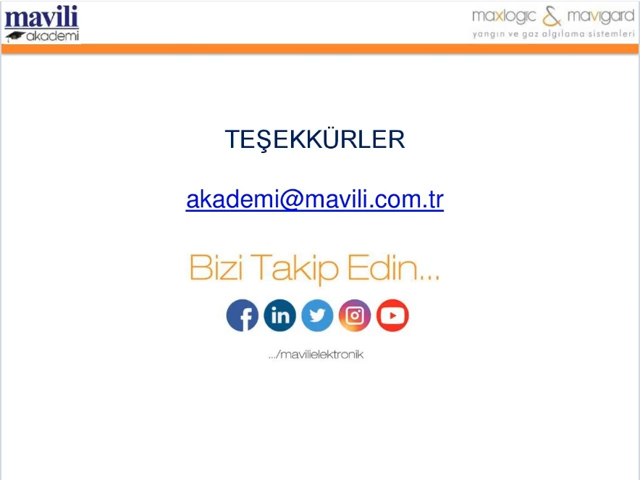 mavili
akademi
maxlogic & mavigard
yangın ve gaz algılama sistemleri
TEŞEKKÜRLER
akademi@mavili.com.tr
Bizi Takip Edin...
.../mavilielektronik